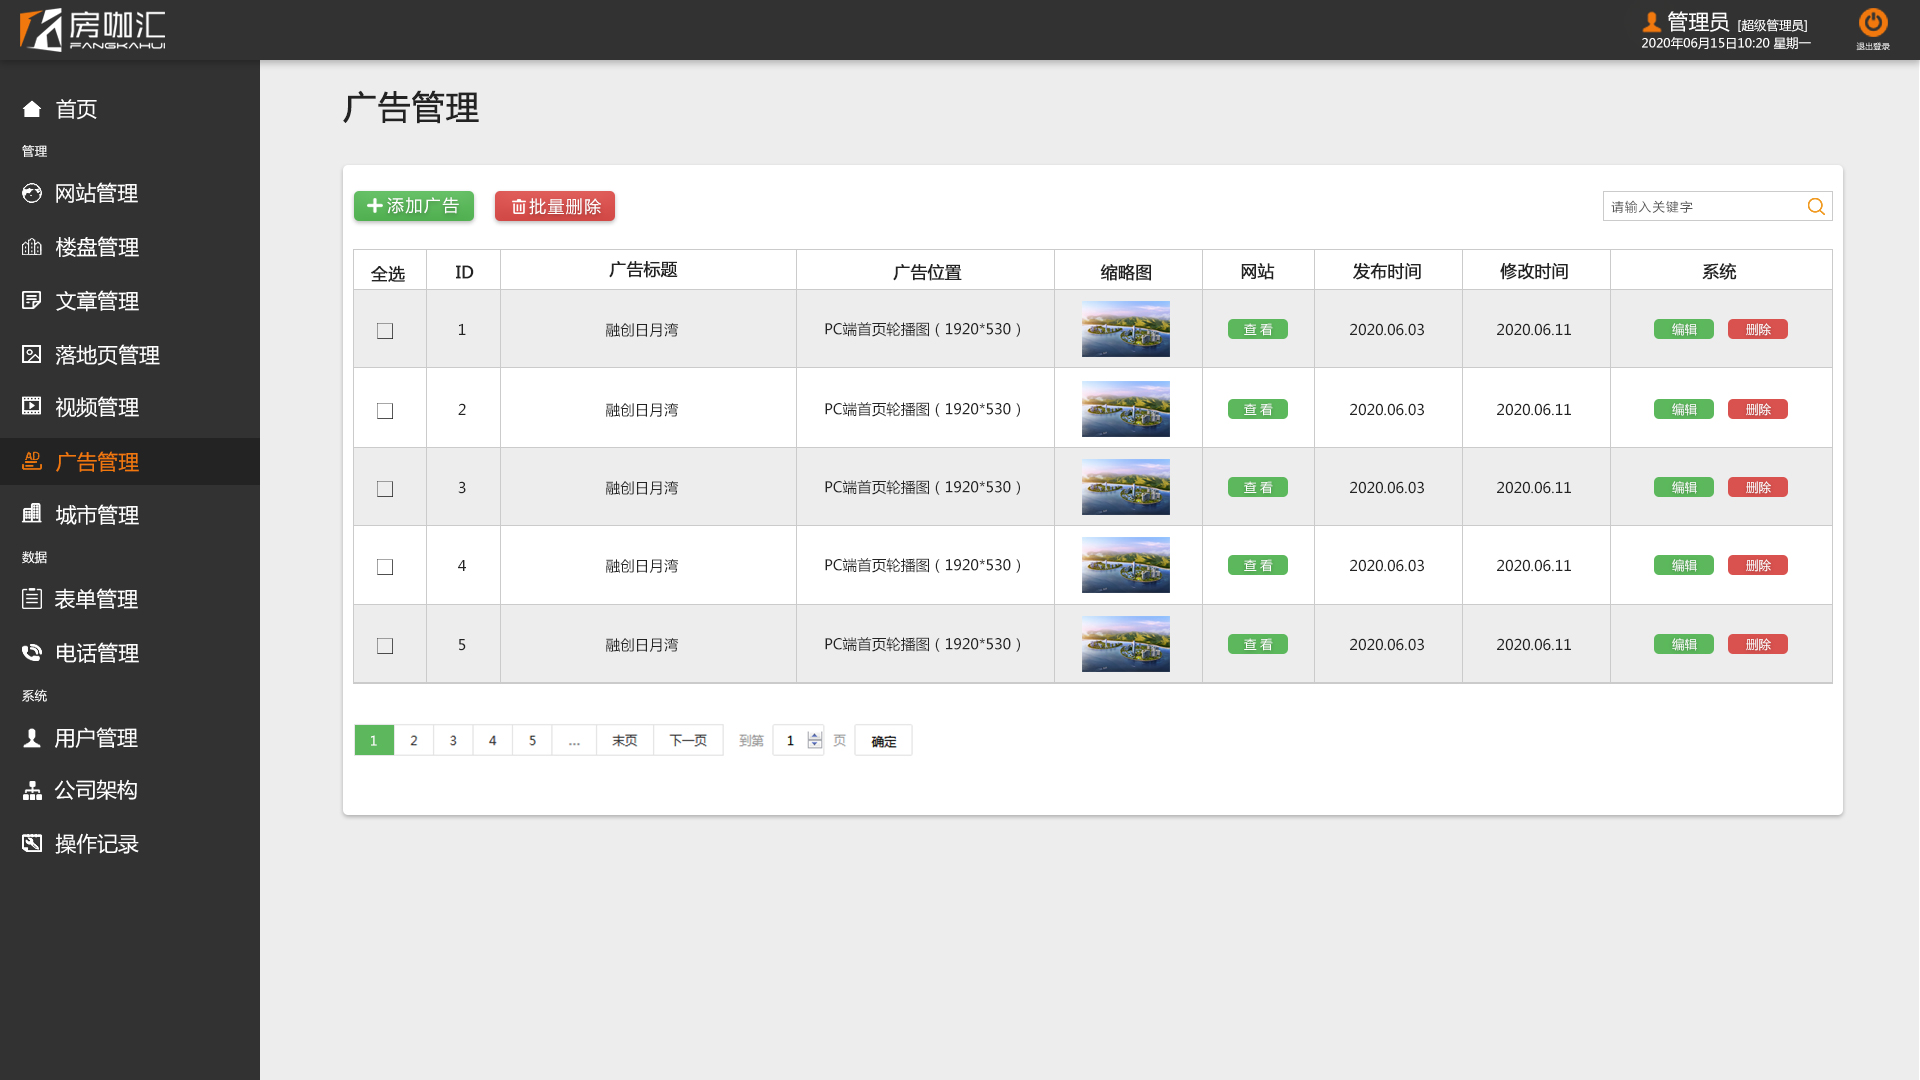 房咖汇
FANGKAHUI
管理员 [超级管理员]
2020年06月15日10:20 星期一
退出登录
首页
管理
网站管理
楼盘管理
文章管理
落地页管理
视频管理
AD 广告管理
城市管理
数据
表单管理
电话管理
系统
用户管理
公司架构
操作记录
广告管理
添加广告 批量删除 请输入关键字
全选 ID 广告标题 广告位置 缩略图 网站 发布时间 修改时间 系统
1 融创日月湾 PC端首页轮播图（1920*530） 查看 2020.06.03 2020.06.11 编辑 删除
2 融创日月湾 PC端首页轮播图（1920*530） 查看 2020.06.03 2020.06.11 编辑 删除
3 融创日月湾 PC端首页轮播图（1920*530） 查看 2020.06.03 2020.06.11 编辑 删除
4 融创日月湾 PC端首页轮播图（1920*530） 查看 2020.06.03 2020.06.11 编辑 删除
5 融创日月湾 PC端首页轮播图（1920*530） 查看 2020.06.03 2020.06.11 编辑 删除
1 2 3 4 5 ... 末页 下一页 到第 1 页 确定